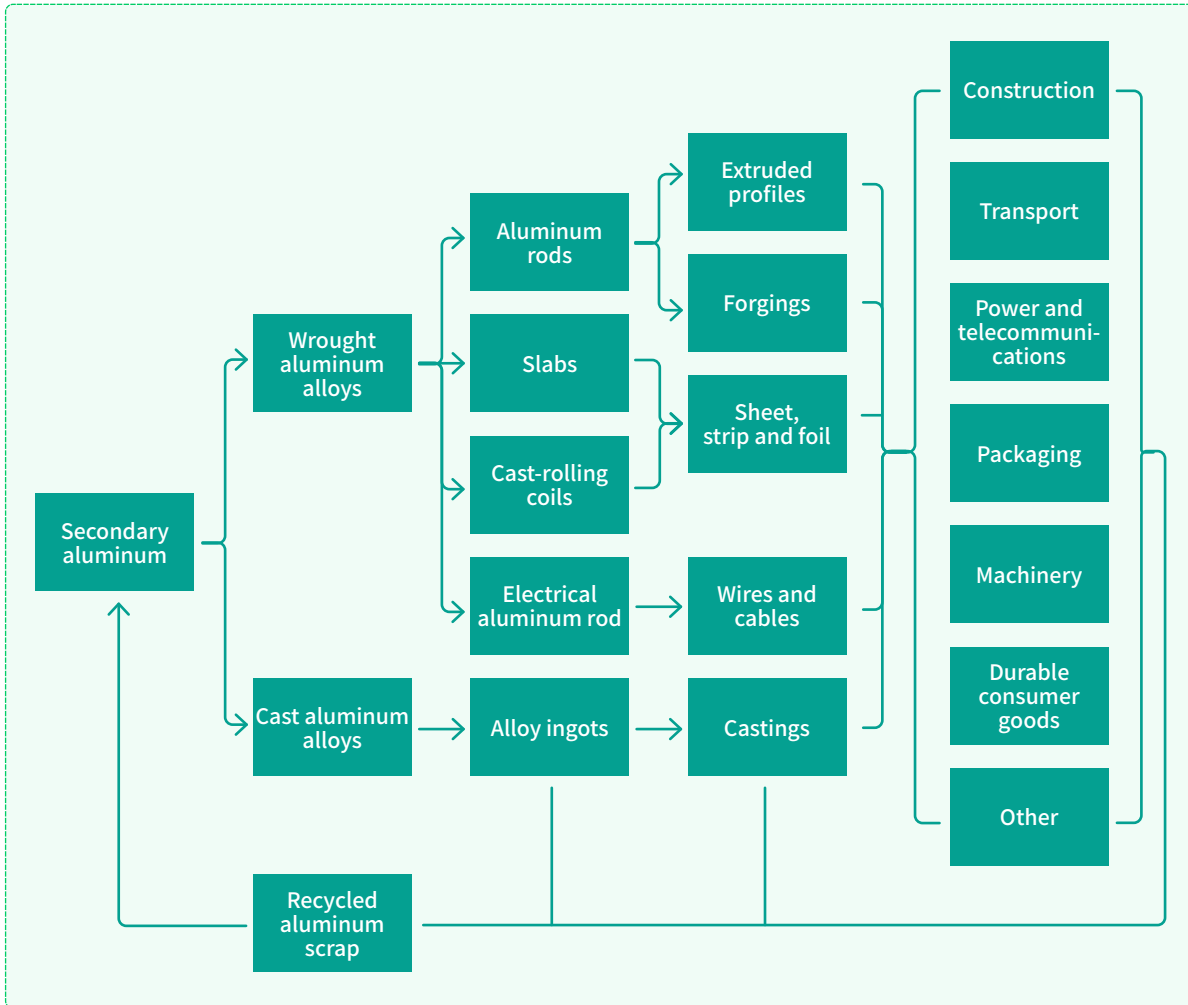 Secondary
aluminum
Wrought
aluminum
alloys
Cast aluminum
alloys
Recycled
aluminum
scrap
Aluminum
rods
Slabs
Cast-rolling
coils
Electrical
aluminum rod
Alloy ingots
Extruded
profiles
Forgings
Sheet,
strip and foil
Wires and
cables
Castings
Construction
Transport
Power and
telecommuni-
cations
Packaging
Machinery
Durable
consumer
goods
Other